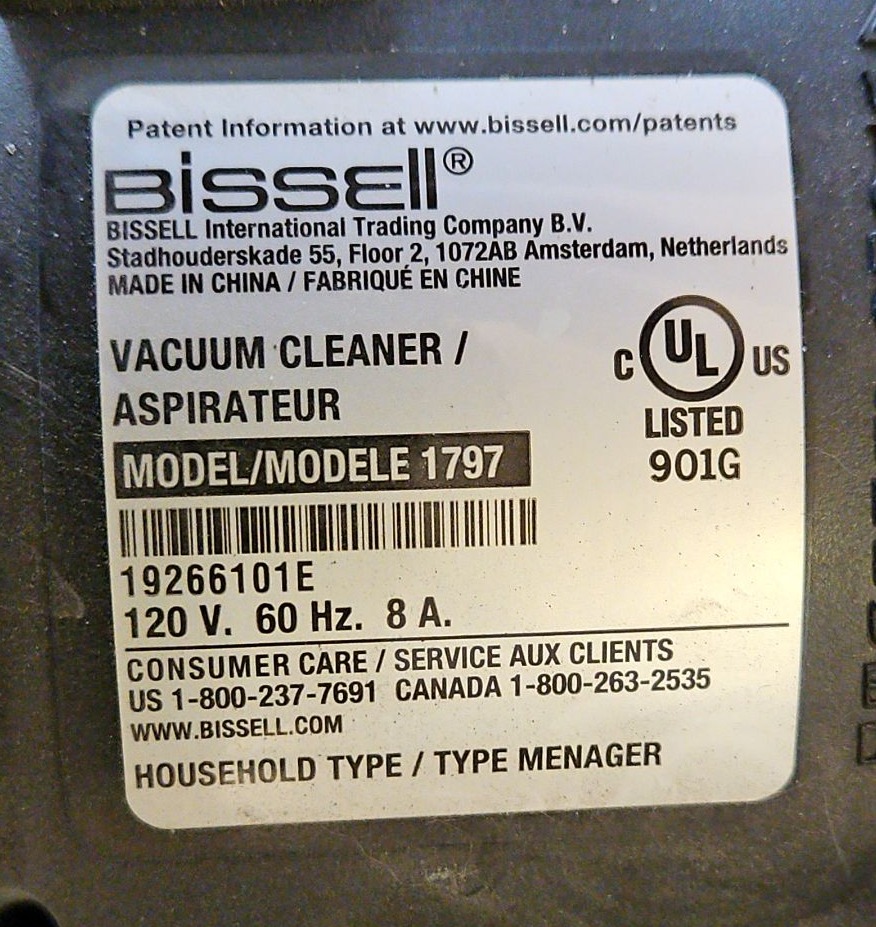 Patent Information at www.bissell.com/patents
BISSELL®
BISSELL International Trading Company B.V.
Stadhouderskade 55, Floor 2, 1072AB Amsterdam, Netherlands
MADE IN CHINA / FABRIQUÉ EN CHINE
VACUUM CLEANER /
ASPIRATEUR
C UL US
LISTED
901G
MODEL/MODELE 1797
19266101E
120 V. 60 Hz. 8 A.
CONSUMER CARE / SERVICE AUX CLIENTS
US 1-800-237-7691 CANADA 1-800-263-2535
WWW.BISSELL.COM
HOUSEHOLD TYPE / TYPE MENAGER